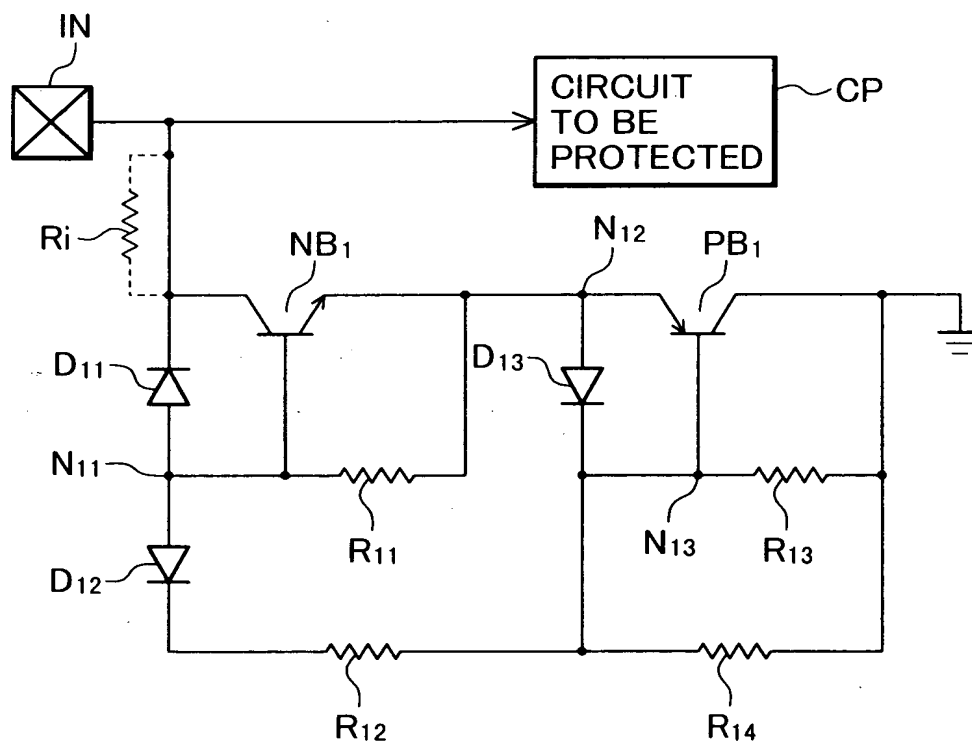 IN
CIRCUIT
TO BE
PROTECTED
CP
Ri
NB₁
N₁₂
PB₁
D₁₁
D₁₃
N₁₁
R₁₁
N₁₃
R₁₃
D₁₂
R₁₂
R₁₄